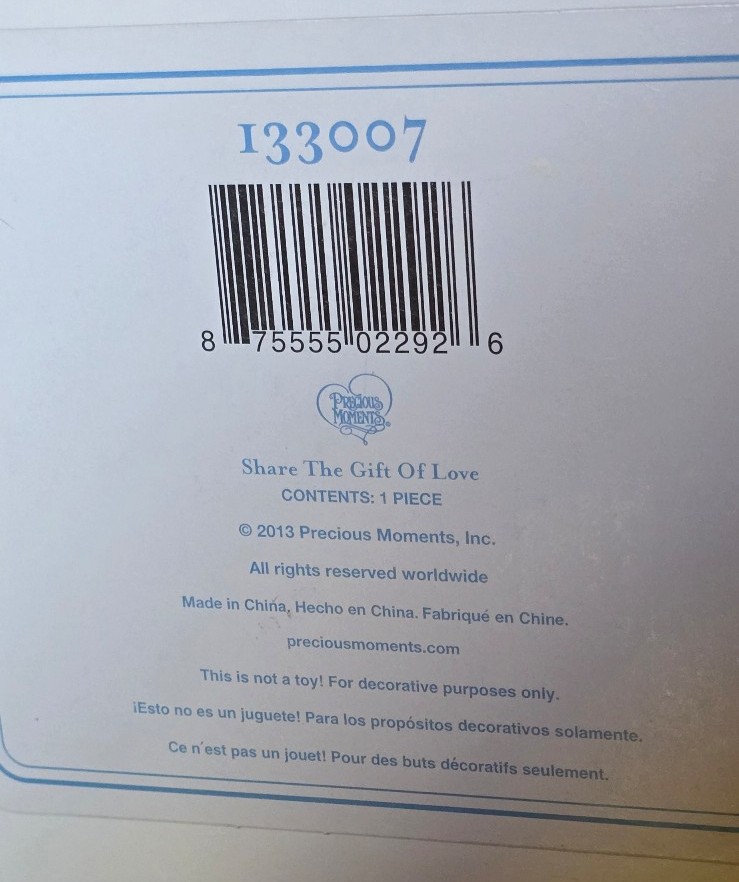 133007
8 75555 02292 6
PRECIOUS
MOMENTS®
Share The Gift Of Love
CONTENTS: 1 PIECE
© 2013 Precious Moments, Inc.
All rights reserved worldwide
Made in China, Hecho en China. Fabriqué en Chine.
preciousmoments.com
This is not a toy! For decorative purposes only.
¡Esto no es un juguete! Para los propósitos decorativos solamente.
Ce n'est pas un jouet! Pour des buts décoratifs seulement.